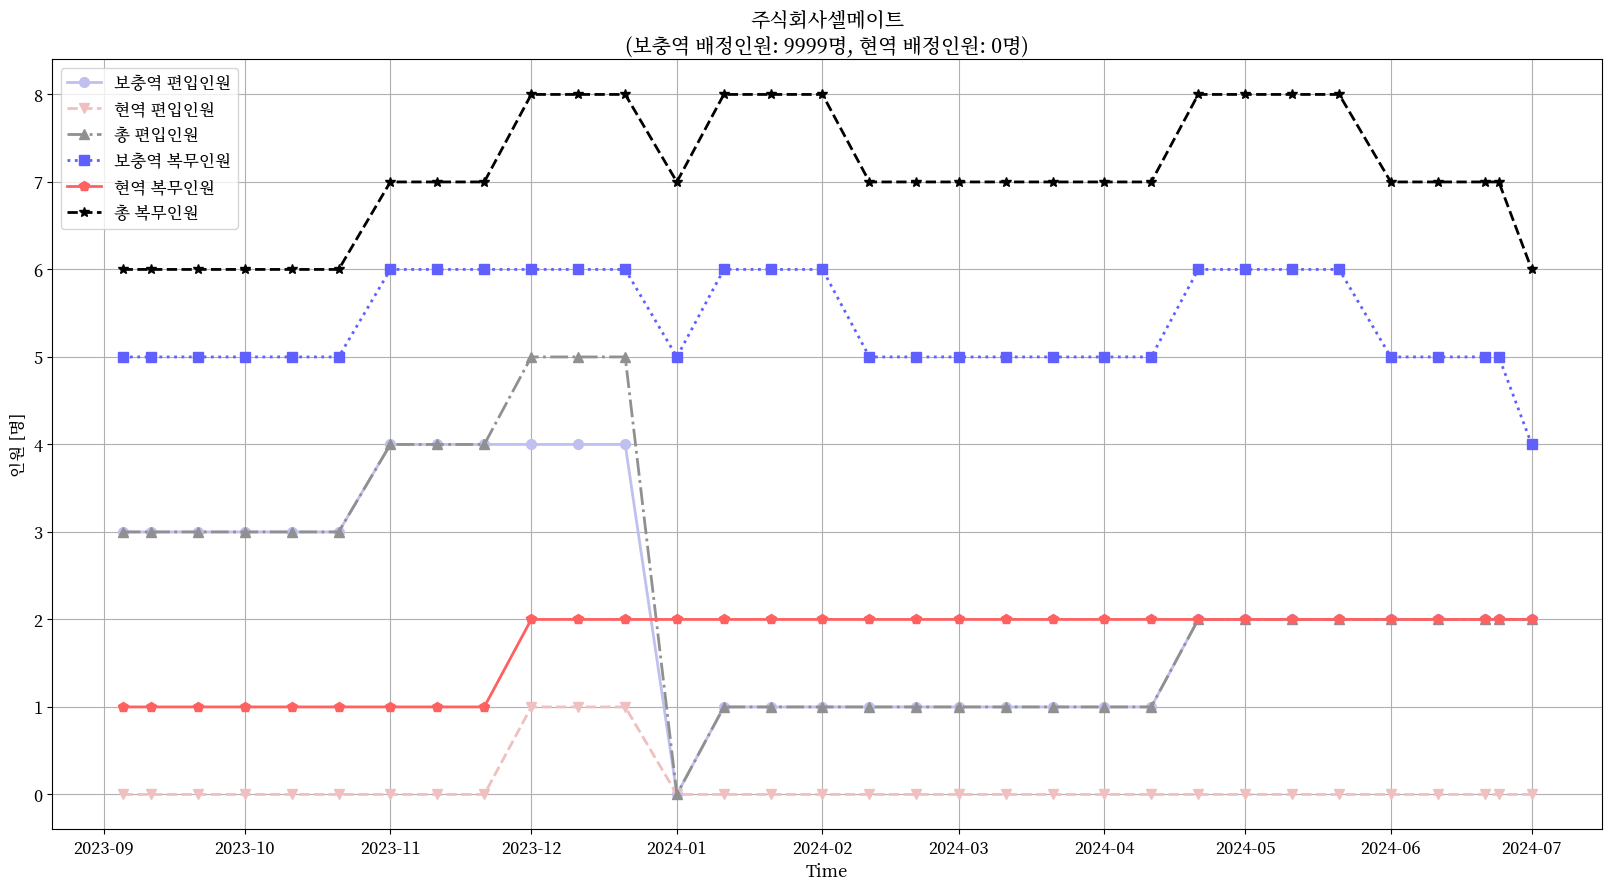 주식회사셀메이트
(보충역 배정인원: 9999명, 현역 배정인원: 0명)
보충역 편입인원
현역 편입인원
총 편입인원
보충역 복무인원
현역 복무인원
총 복무인원
인원 [명]
8
7
6
5
4
3
2
1
0
2023-09
2023-10
2023-11
2023-12
2024-01
2024-02
2024-03
2024-04
2024-05
2024-06
2024-07
Time